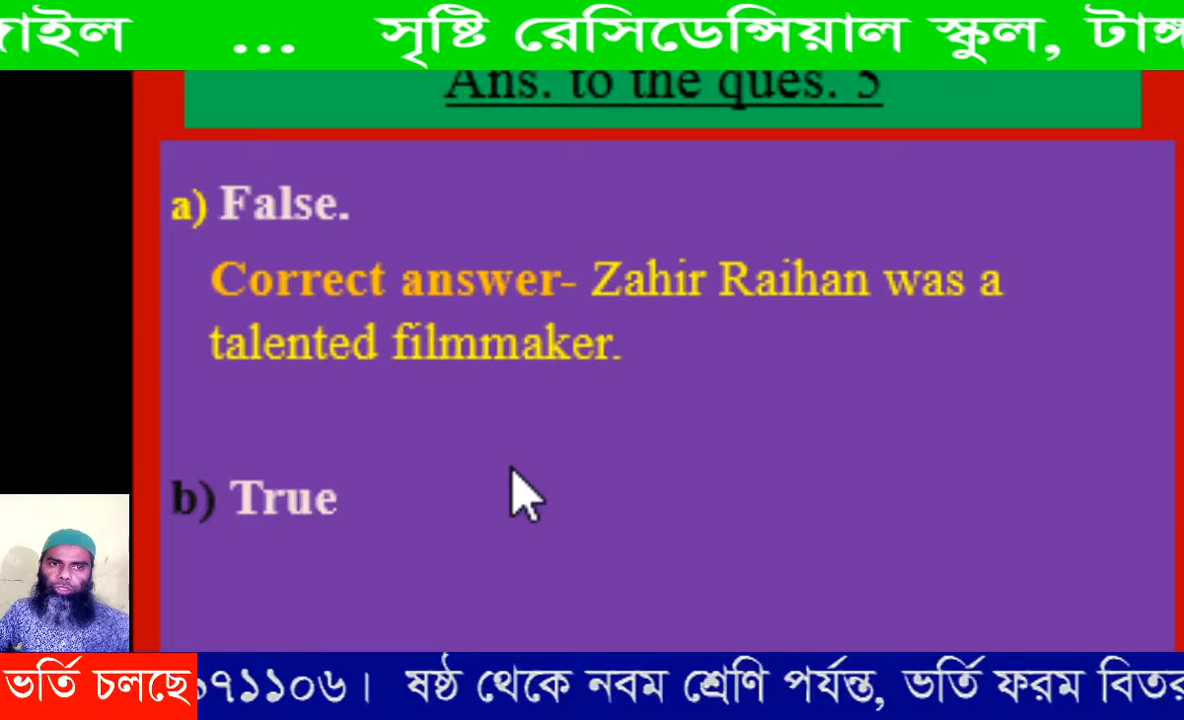 ... সৃষ্টি রেসিডেন্সিয়াল স্কুল,
Ans. to the ques. 5
a) False.
Correct answer- Zahir Raihan was a
talented filmmaker.
b) True
ভর্তি চলছে
৭১১০৬। ষষ্ঠ থেকে নবম শ্রেণি পর্যন্ত, ভর্তি ফরম